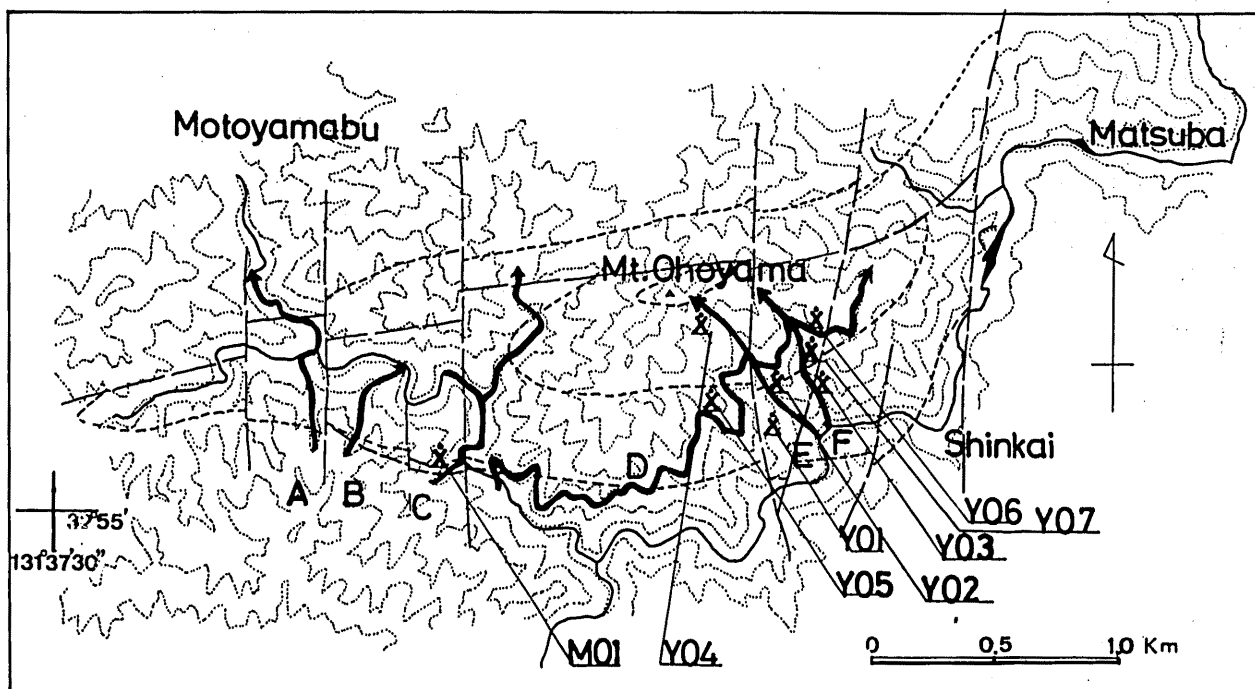 Motoyamabu
Matsuba
Mt. Ohoyama
A
B
C
D
E
F
Shinkai
37°55'
131°37'30"
Y01
Y06
Y07
Y03
Y05
Y02
M01
Y04
0
0.5
1.0 Km